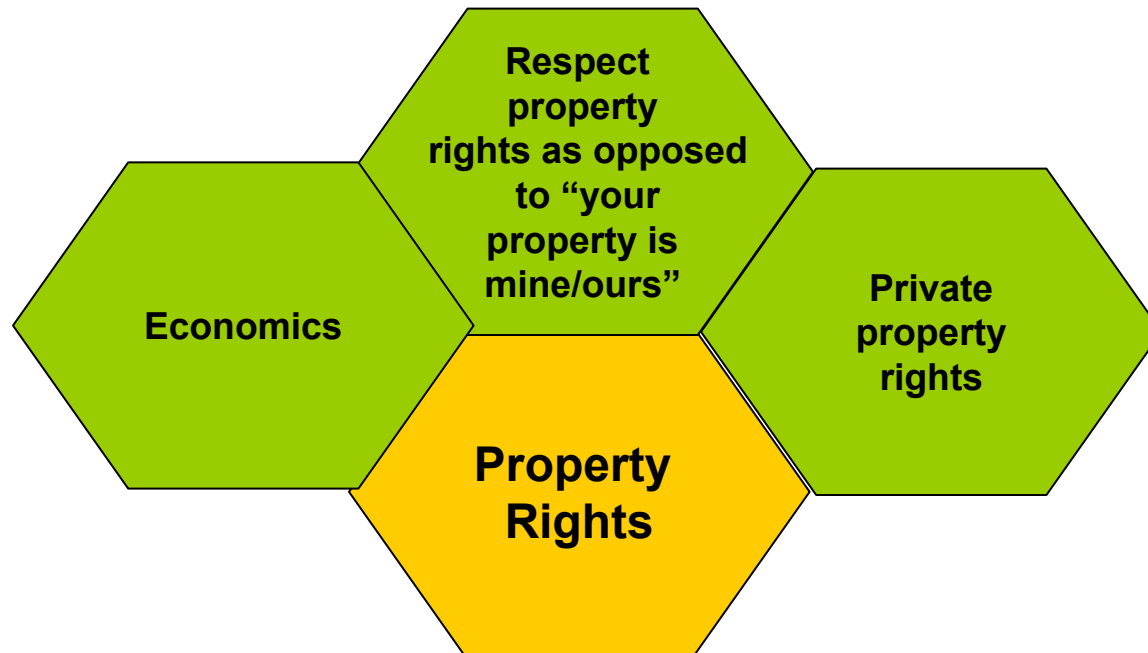 Respect
property
rights as opposed
to “your
property is
mine/ours”
Economics
Private
property
rights
Property
Rights